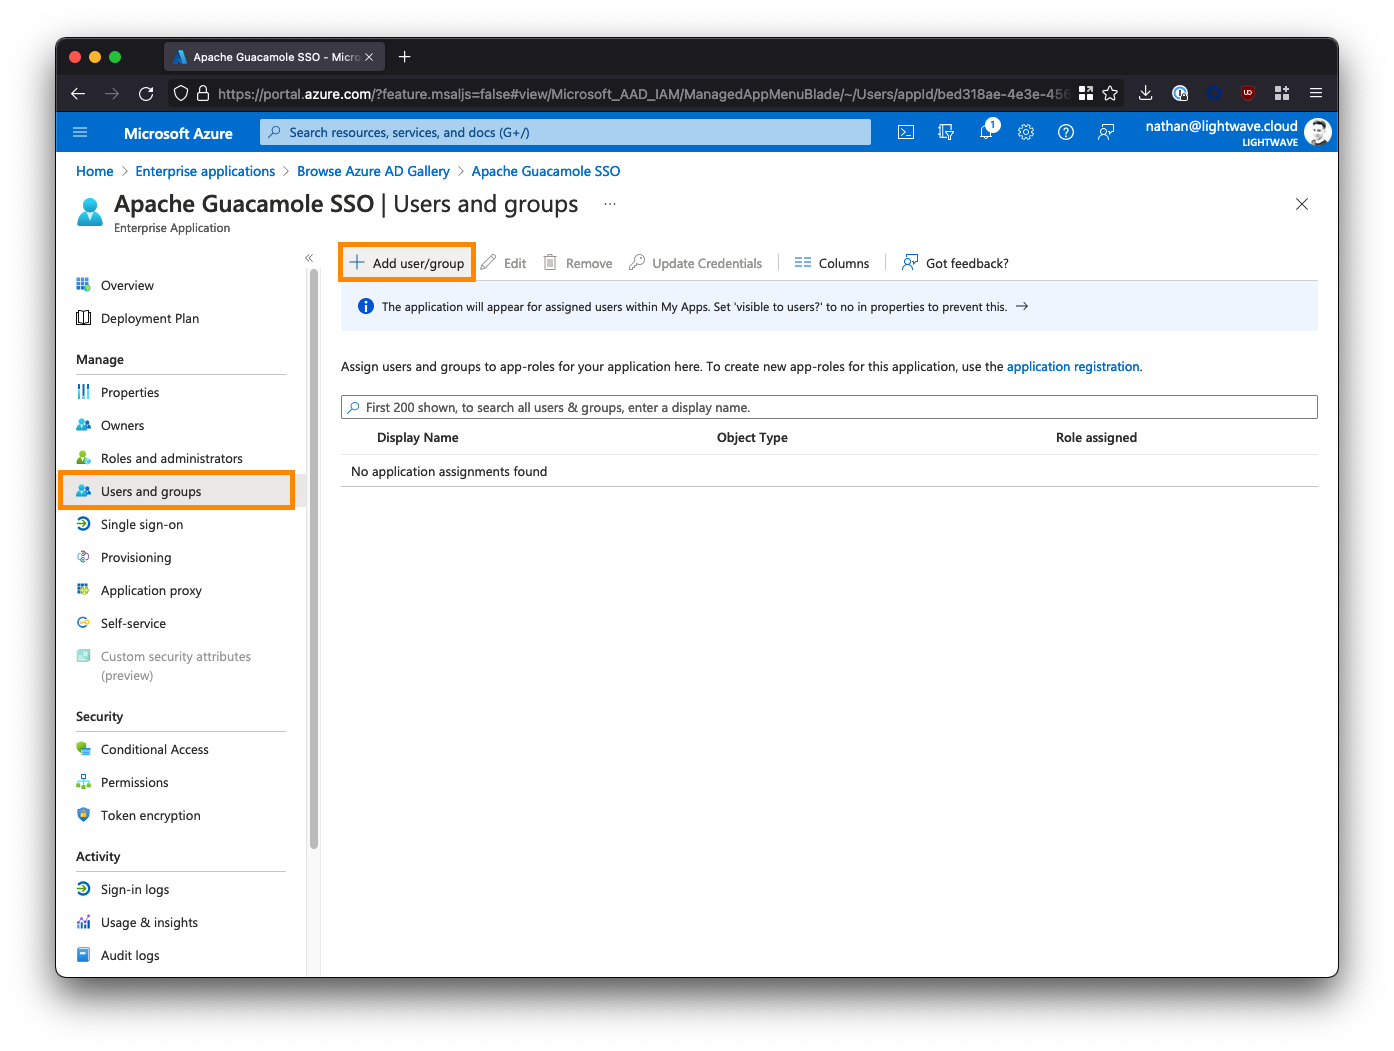 Apache Guacamole SSO - Micro
https://portal.azure.com/?feature.msaljs=false#view/Microsoft_AAD_IAM/ManagedAppMenuBlade/~/Users/appId/bed318ae-4e3e-456
Microsoft Azure
Search resources, services, and docs (G+/)
1
nathan@lightwave.cloud
LIGHTWAVE
Home > Enterprise applications > Browse Azure AD Gallery > Apache Guacamole SSO
Apache Guacamole SSO | Users and groups ...
Enterprise Application
Add user/group
Edit
Remove
Update Credentials
Columns
Got feedback?
The application will appear for assigned users within My Apps. Set 'visible to users?' to no in properties to prevent this. →
Assign users and groups to app-roles for your application here. To create new app-roles for this application, use the application registration.
First 200 shown, to search all users & groups, enter a display name.
Display Name
Object Type
Role assigned
No application assignments found
Overview
Deployment Plan
Manage
Properties
Owners
Roles and administrators
Users and groups
Single sign-on
Provisioning
Application proxy
Self-service
Custom security attributes
(preview)
Security
Conditional Access
Permissions
Token encryption
Activity
Sign-in logs
Usage & insights
Audit logs